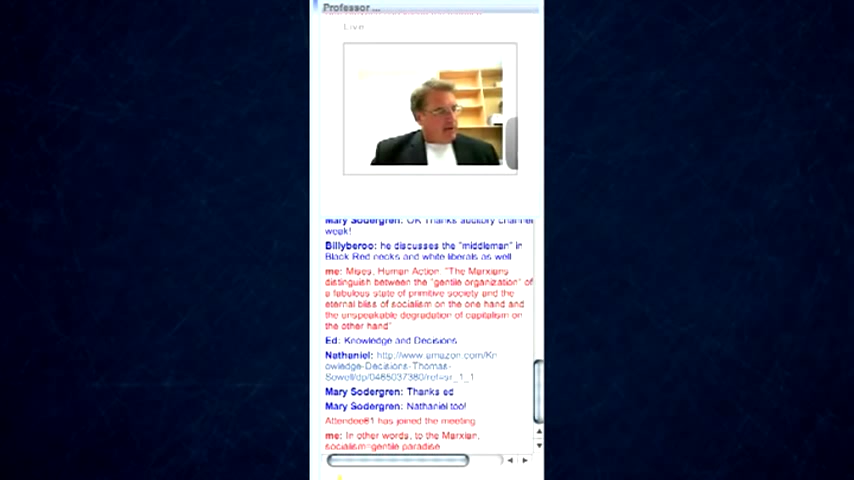 Professor ...
Live
Mary Sodergren: OK Thanks auditory channel
weak!
Billyberoo: he discusses the "middleman" in
Black Red necks and white liberals as well
me: Mises, Human Action, "The Marxians
distinguish between the "gentile organization" of
a fabulous state of primitive society and the
eternal bliss of socialism on the one hand and
the unspeakable degradation of capitalism on
the other hand"
Ed: Knowledge and Decisions
Nathaniel: http://www.amazon.com/Kn
owledge-Decisions-Thomas-
Sowell/dp/0465037380/ref=sr_1_1
Mary Sodergren: Thanks ed
Mary Sodergren: Nathaniel too!
Attendee81 has joined the meeting
me: In other words, to the Marxian,
socialism=gentile paradise